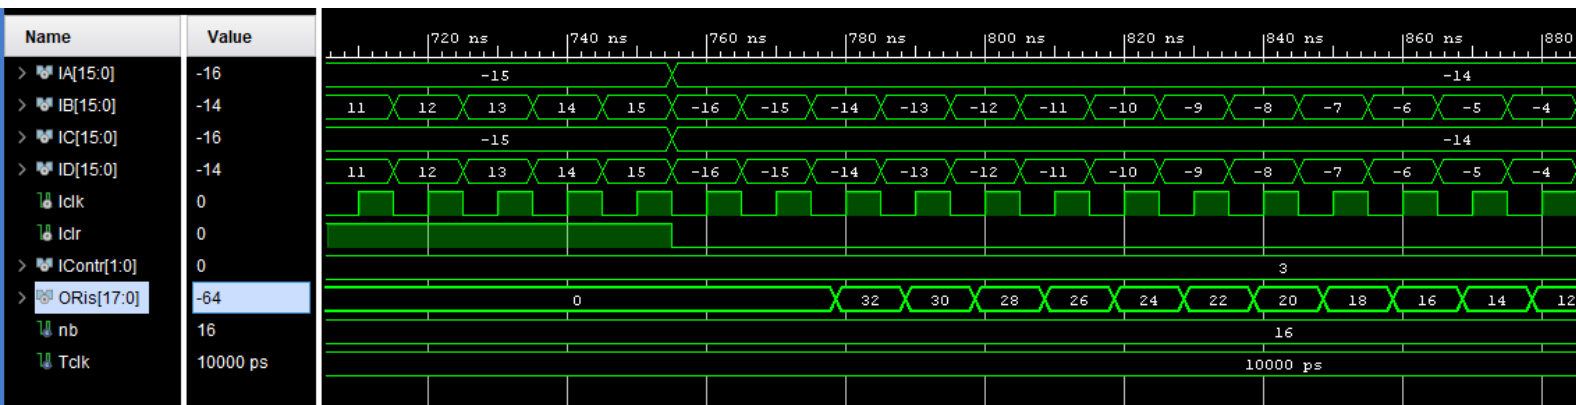 Name Value 720 ns 740 ns 760 ns 780 ns 800 ns 820 ns 840 ns 860 ns 880
IA[15:0] -16 -15 -14
IB[15:0] -14 11 12 13 14 15 -16 -15 -14 -13 -12 -11 -10 -9 -8 -7 -6 -5 -4
IC[15:0] -16 -15 -14
ID[15:0] -14 11 12 13 14 15 -16 -15 -14 -13 -12 -11 -10 -9 -8 -7 -6 -5 -4
Iclk 0
Iclr 0
IContr[1:0] 0 3
ORis[17:0] -64 0 32 30 28 26 24 22 20 18 16 14 12
nb 16 16
Tclk 10000 ps 10000 ps